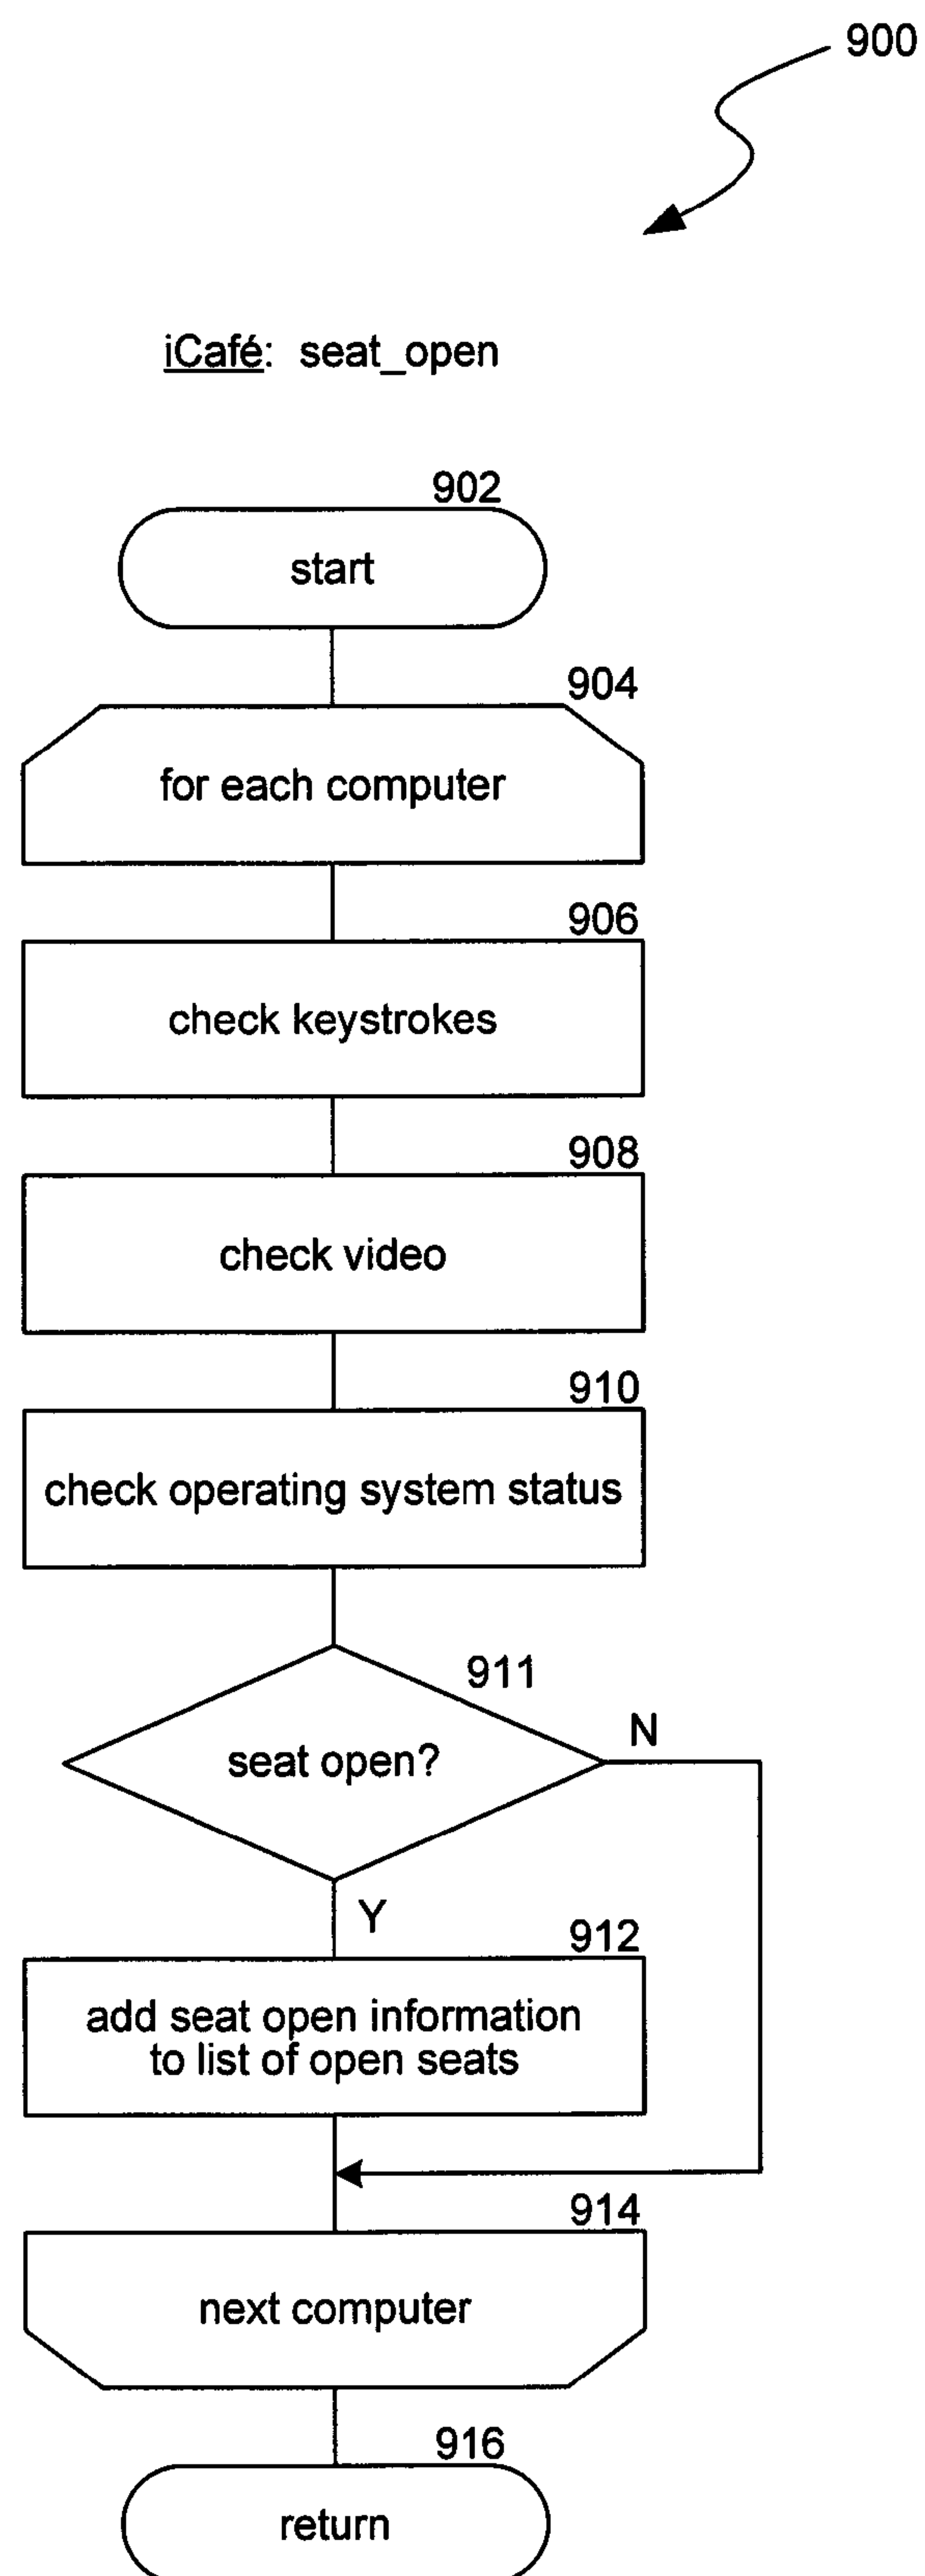 900
iCafé: seat_open
902
start
904
for each computer
906
check keystrokes
908
check video
910
check operating system status
911
seat open?
N
Y
912
add seat open information
to list of open seats
914
next computer
916
return